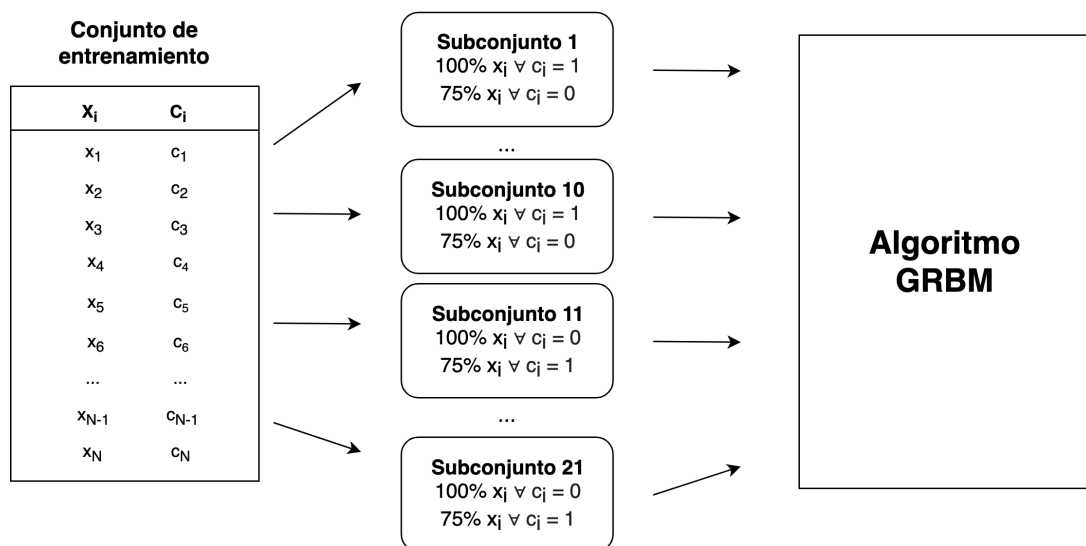 Conjunto de
entrenamiento
Xi Ci
x1 c1
x2 c2
x3 c3
x4 c4
x5 c5
x6 c6
... ...
xN-1 cN-1
xN cN
Subconjunto 1
100% xi ∀ ci = 1
75% xi ∀ ci = 0
...
Subconjunto 10
100% xi ∀ ci = 1
75% xi ∀ ci = 0
Subconjunto 11
100% xi ∀ ci = 0
75% xi ∀ ci = 1
...
Subconjunto 21
100% xi ∀ ci = 0
75% xi ∀ ci = 1
Algoritmo
GRBM